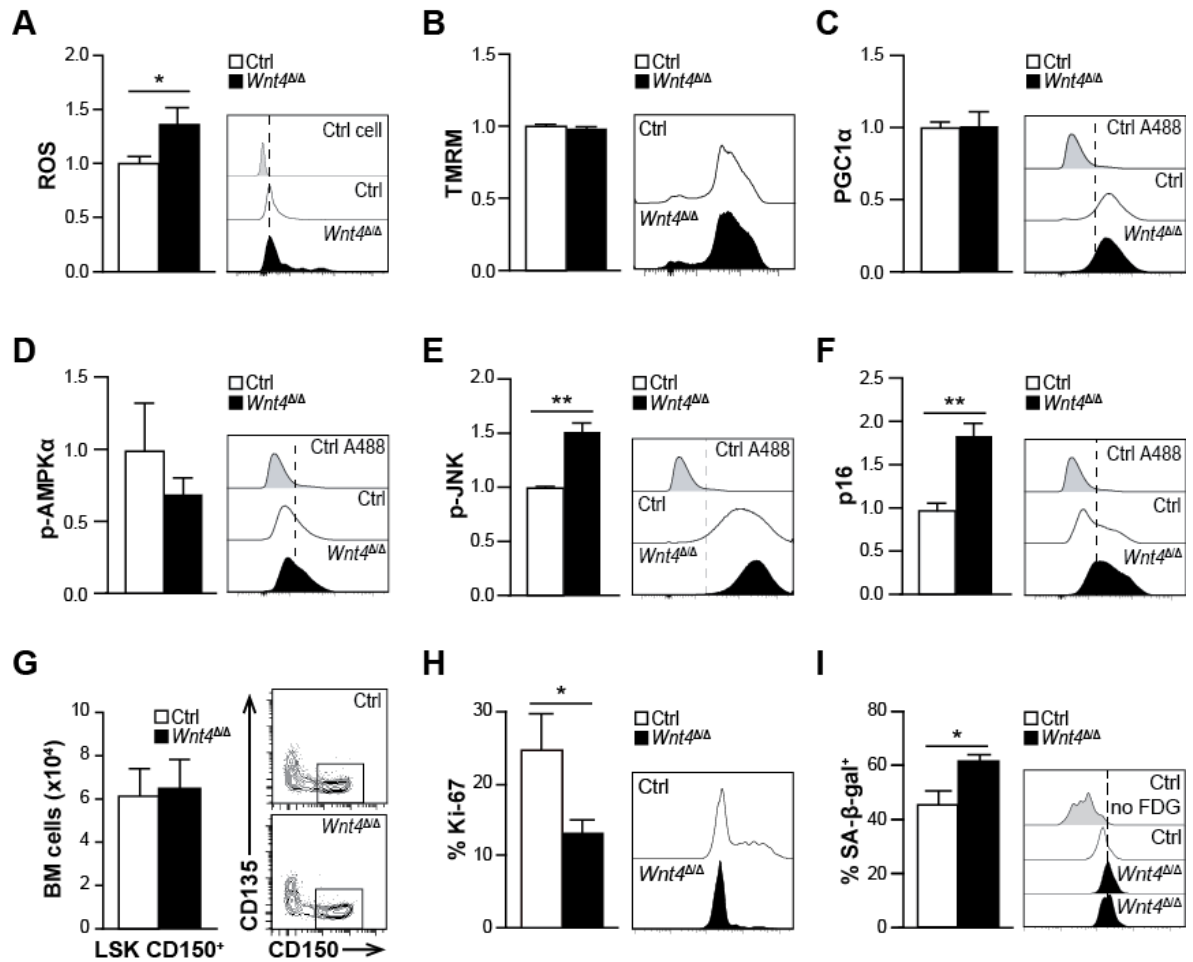 A
ROS
2.0
1.5
1.0
0.5
0.0
*
Ctrl
Wnt4Δ/Δ
Ctrl cell
Ctrl
Wnt4Δ/Δ
B
TMRM
1.5
1.0
0.5
0.0
Ctrl
Wnt4Δ/Δ
Ctrl
Wnt4Δ/Δ
C
PGC1α
1.5
1.0
0.5
0.0
Ctrl
Wnt4Δ/Δ
Ctrl A488
Ctrl
Wnt4Δ/Δ
D
p-AMPKα
1.5
1.0
0.5
0.0
Ctrl
Wnt4Δ/Δ
Ctrl A488
Ctrl
Wnt4Δ/Δ
E
p-JNK
2.0
1.5
1.0
0.5
0.0
**
Ctrl
Wnt4Δ/Δ
Ctrl A488
Ctrl
Wnt4Δ/Δ
F
p16
2.5
2.0
1.5
1.0
0.5
0.0
**
Ctrl
Wnt4Δ/Δ
Ctrl A488
Ctrl
Wnt4Δ/Δ
G
BM cells (x10⁴)
10
8
6
4
2
0
Ctrl
Wnt4Δ/Δ
LSK CD150⁺
Ctrl
Wnt4Δ/Δ
CD135
CD150
H
% Ki-67
30
20
10
0
*
Ctrl
Wnt4Δ/Δ
Ctrl
Wnt4Δ/Δ
I
% SA-β-gal⁺
80
60
40
20
0
*
Ctrl
Wnt4Δ/Δ
Ctrl
no FDG
Ctrl
Wnt4Δ/Δ
Wnt4Δ/Δ